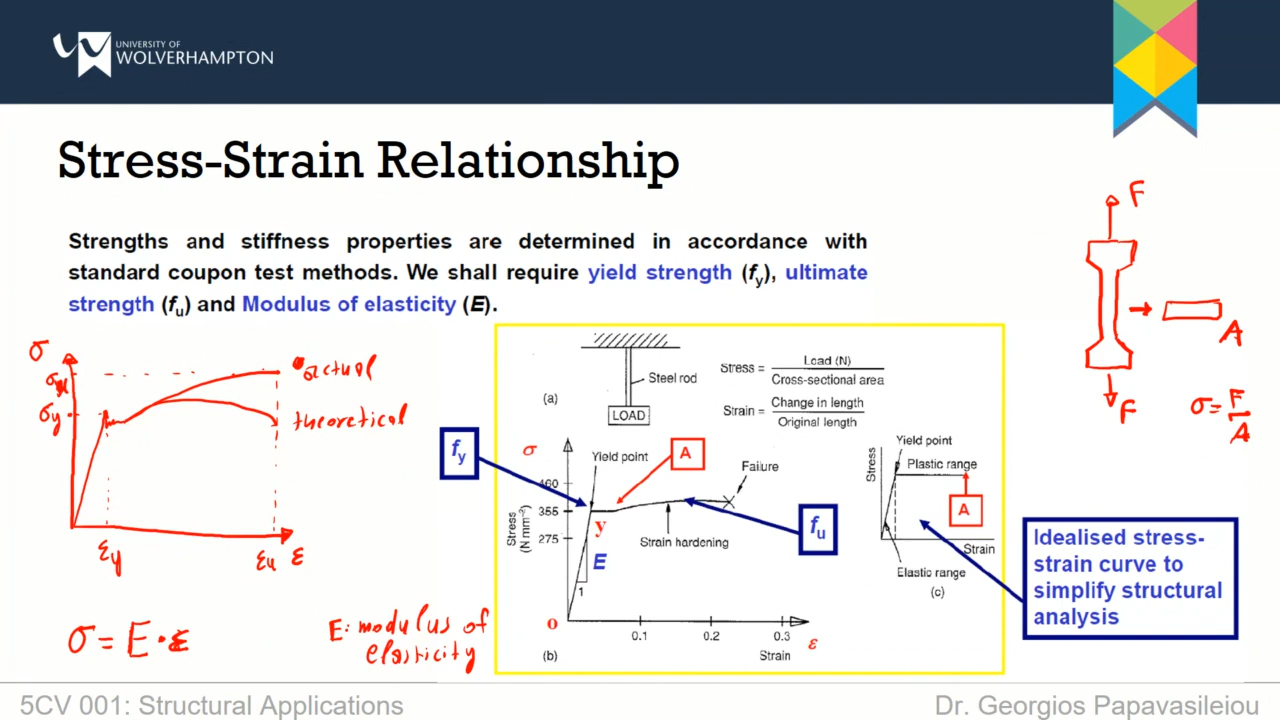 UNIVERSITY OF
WOLVERHAMPTON
Stress-Strain Relationship
Strengths and stiffness properties are determined in accordance with
standard coupon test methods. We shall require yield strength (fy), ultimate
strength (fu) and Modulus of elasticity (E).
F
A
F
σ = F
A
σ
σu
σy
actual
theoretical
εy
εu
ε
σ = E · ε
E: modulus of
elasticity
(a)
Steel rod
LOAD
Stress = Load (N)
Cross-sectional area
Strain = Change in length
Original length
fy
σ
Yield point
A
Failure
460
355
275
Stress
(N mm⁻²)
y
E
1
Strain hardening
fu
o
0.1
0.2
0.3
ε
(b)
Strain
Yield point
Stress
Plastic range
A
Strain
Elastic range
(c)
Idealised stress-
strain curve to
simplify structural
analysis
5CV 001: Structural Applications
Dr. Georgios Papavasileiou